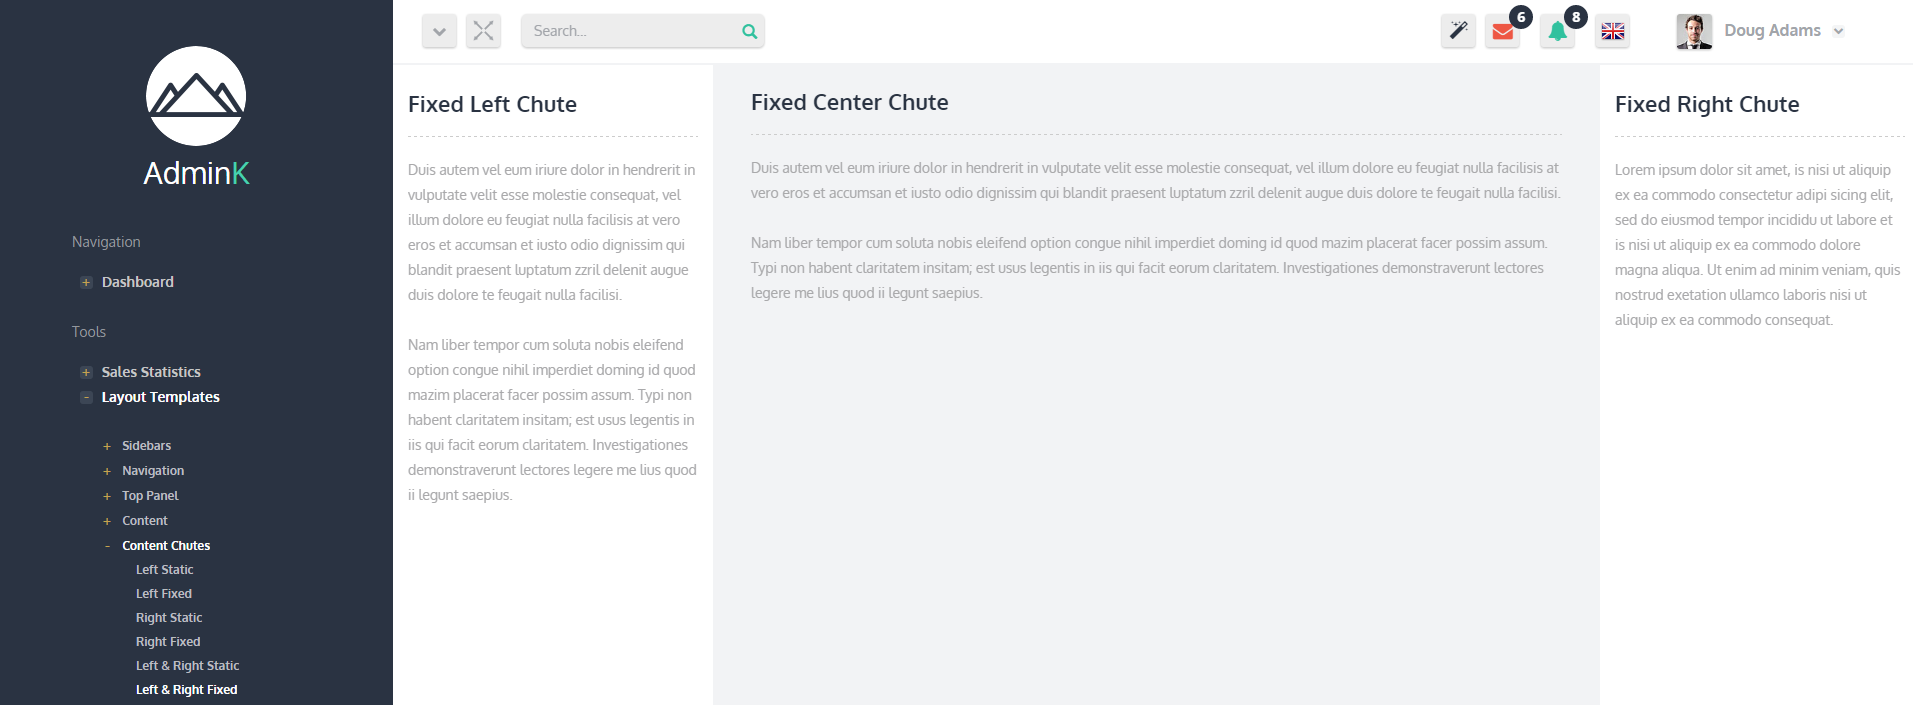 AdminK
Navigation
+ Dashboard
Tools
+ Sales Statistics
- Layout Templates
+ Sidebars
+ Navigation
+ Top Panel
+ Content
- Content Chutes
Left Static
Left Fixed
Right Static
Right Fixed
Left & Right Static
Left & Right Fixed
Search...
6
8
Doug Adams
Fixed Left Chute
Duis autem vel eum iriure dolor in hendrerit in
vulputate velit esse molestie consequat, vel
illum dolore eu feugiat nulla facilisis at vero
eros et accumsan et iusto odio dignissim qui
blandit praesent luptatum zzril delenit augue
duis dolore te feugait nulla facilisi.
Nam liber tempor cum soluta nobis eleifend
option congue nihil imperdiet doming id quod
mazim placerat facer possim assum. Typi non
habent claritatem insitam; est usus legentis in
iis qui facit eorum claritatem. Investigationes
demonstraverunt lectores legere me lius quod
ii legunt saepius.
Fixed Center Chute
Duis autem vel eum iriure dolor in hendrerit in vulputate velit esse molestie consequat, vel illum dolore eu feugiat nulla facilisis at
vero eros et accumsan et iusto odio dignissim qui blandit praesent luptatum zzril delenit augue duis dolore te feugait nulla facilisi.
Nam liber tempor cum soluta nobis eleifend option congue nihil imperdiet doming id quod mazim placerat facer possim assum.
Typi non habent claritatem insitam; est usus legentis in iis qui facit eorum claritatem. Investigationes demonstraverunt lectores
legere me lius quod ii legunt saepius.
Fixed Right Chute
Lorem ipsum dolor sit amet, is nisi ut aliquip
ex ea commodo consectetur adipi sicing elit,
sed do eiusmod tempor incididu ut labore et
is nisi ut aliquip ex ea commodo dolore
magna aliqua. Ut enim ad minim veniam, quis
nostrud exetation ullamco laboris nisi ut
aliquip ex ea commodo consequat.